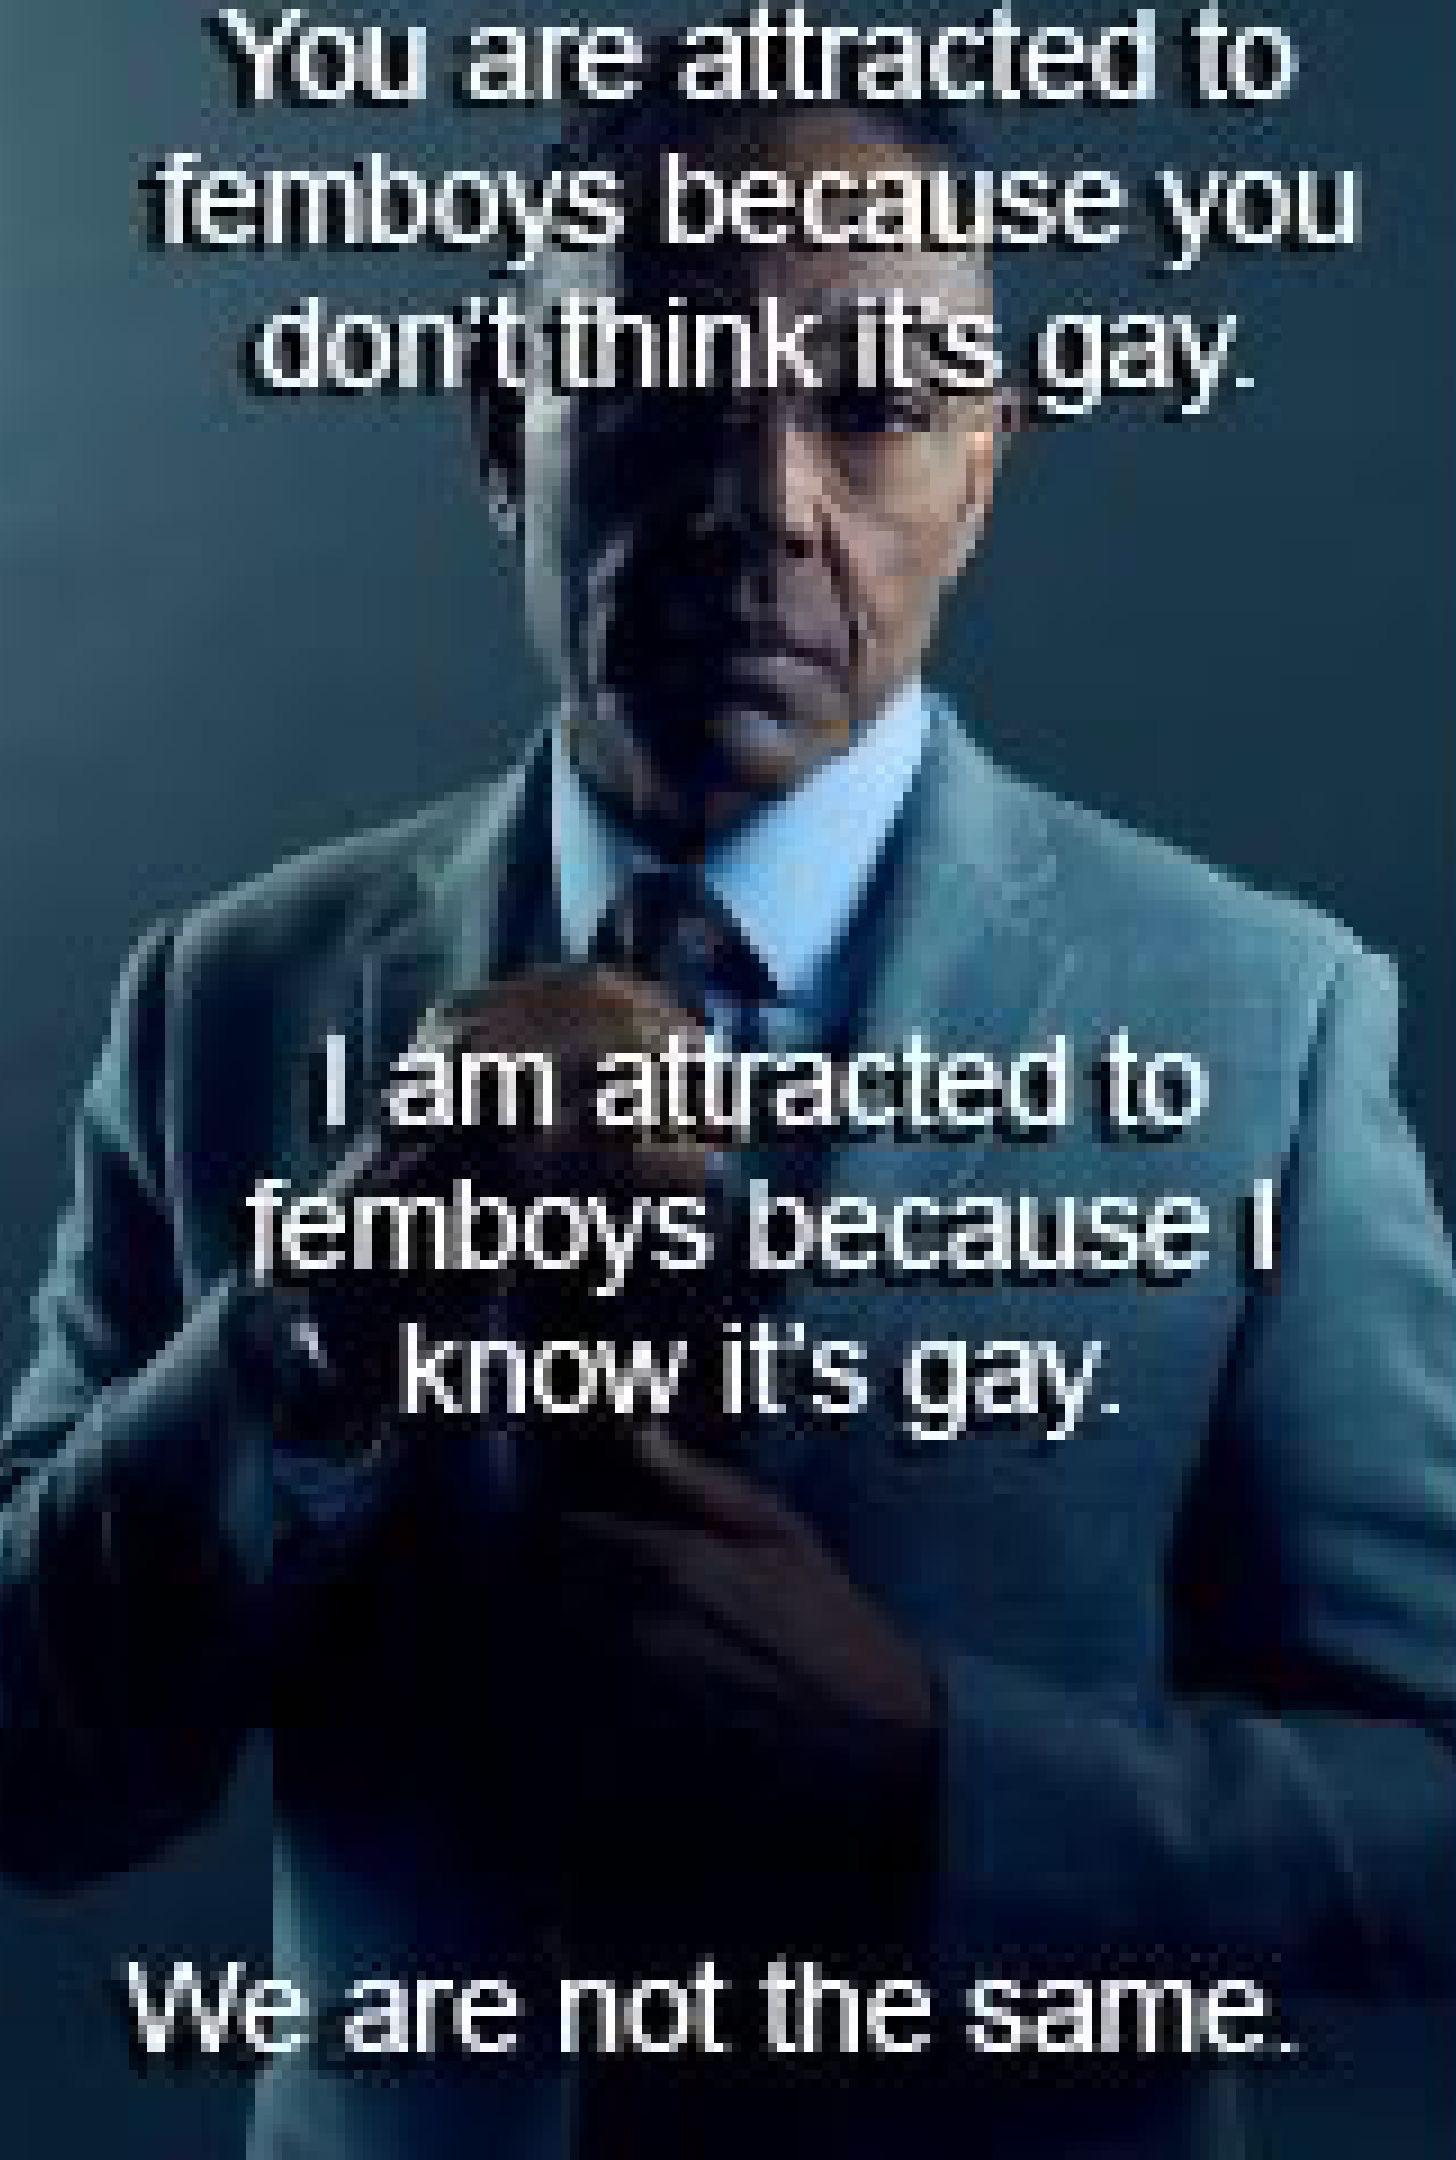 You are attracted to
femboys because you
don't think it's gay.
I am attracted to
femboys because I
know it's gay.
We are not the same.